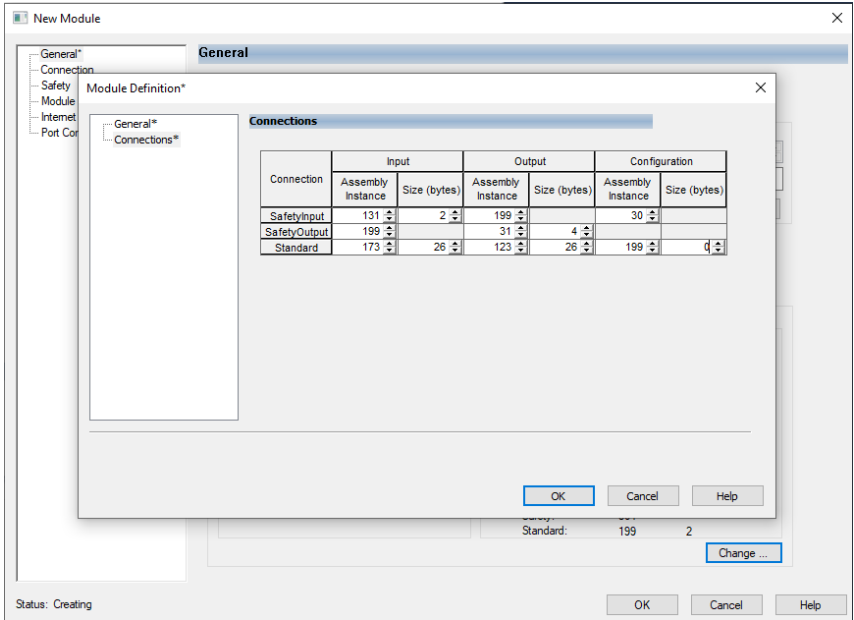 New Module
General*
Connection
Safety
Module
Internet
Port Cor
General
Module Definition*
General*
Connections*
Connections
Connection
Input
Output
Configuration
Assembly Instance
Size (bytes)
Assembly Instance
Size (bytes)
Assembly Instance
Size (bytes)
SafetyInput 131 2 199 30
SafetyOutput 199 31 4
Standard 173 26 123 26 199 0
OK Cancel Help
Standard: 199 2
Change ...
Status: Creating
OK Cancel Help